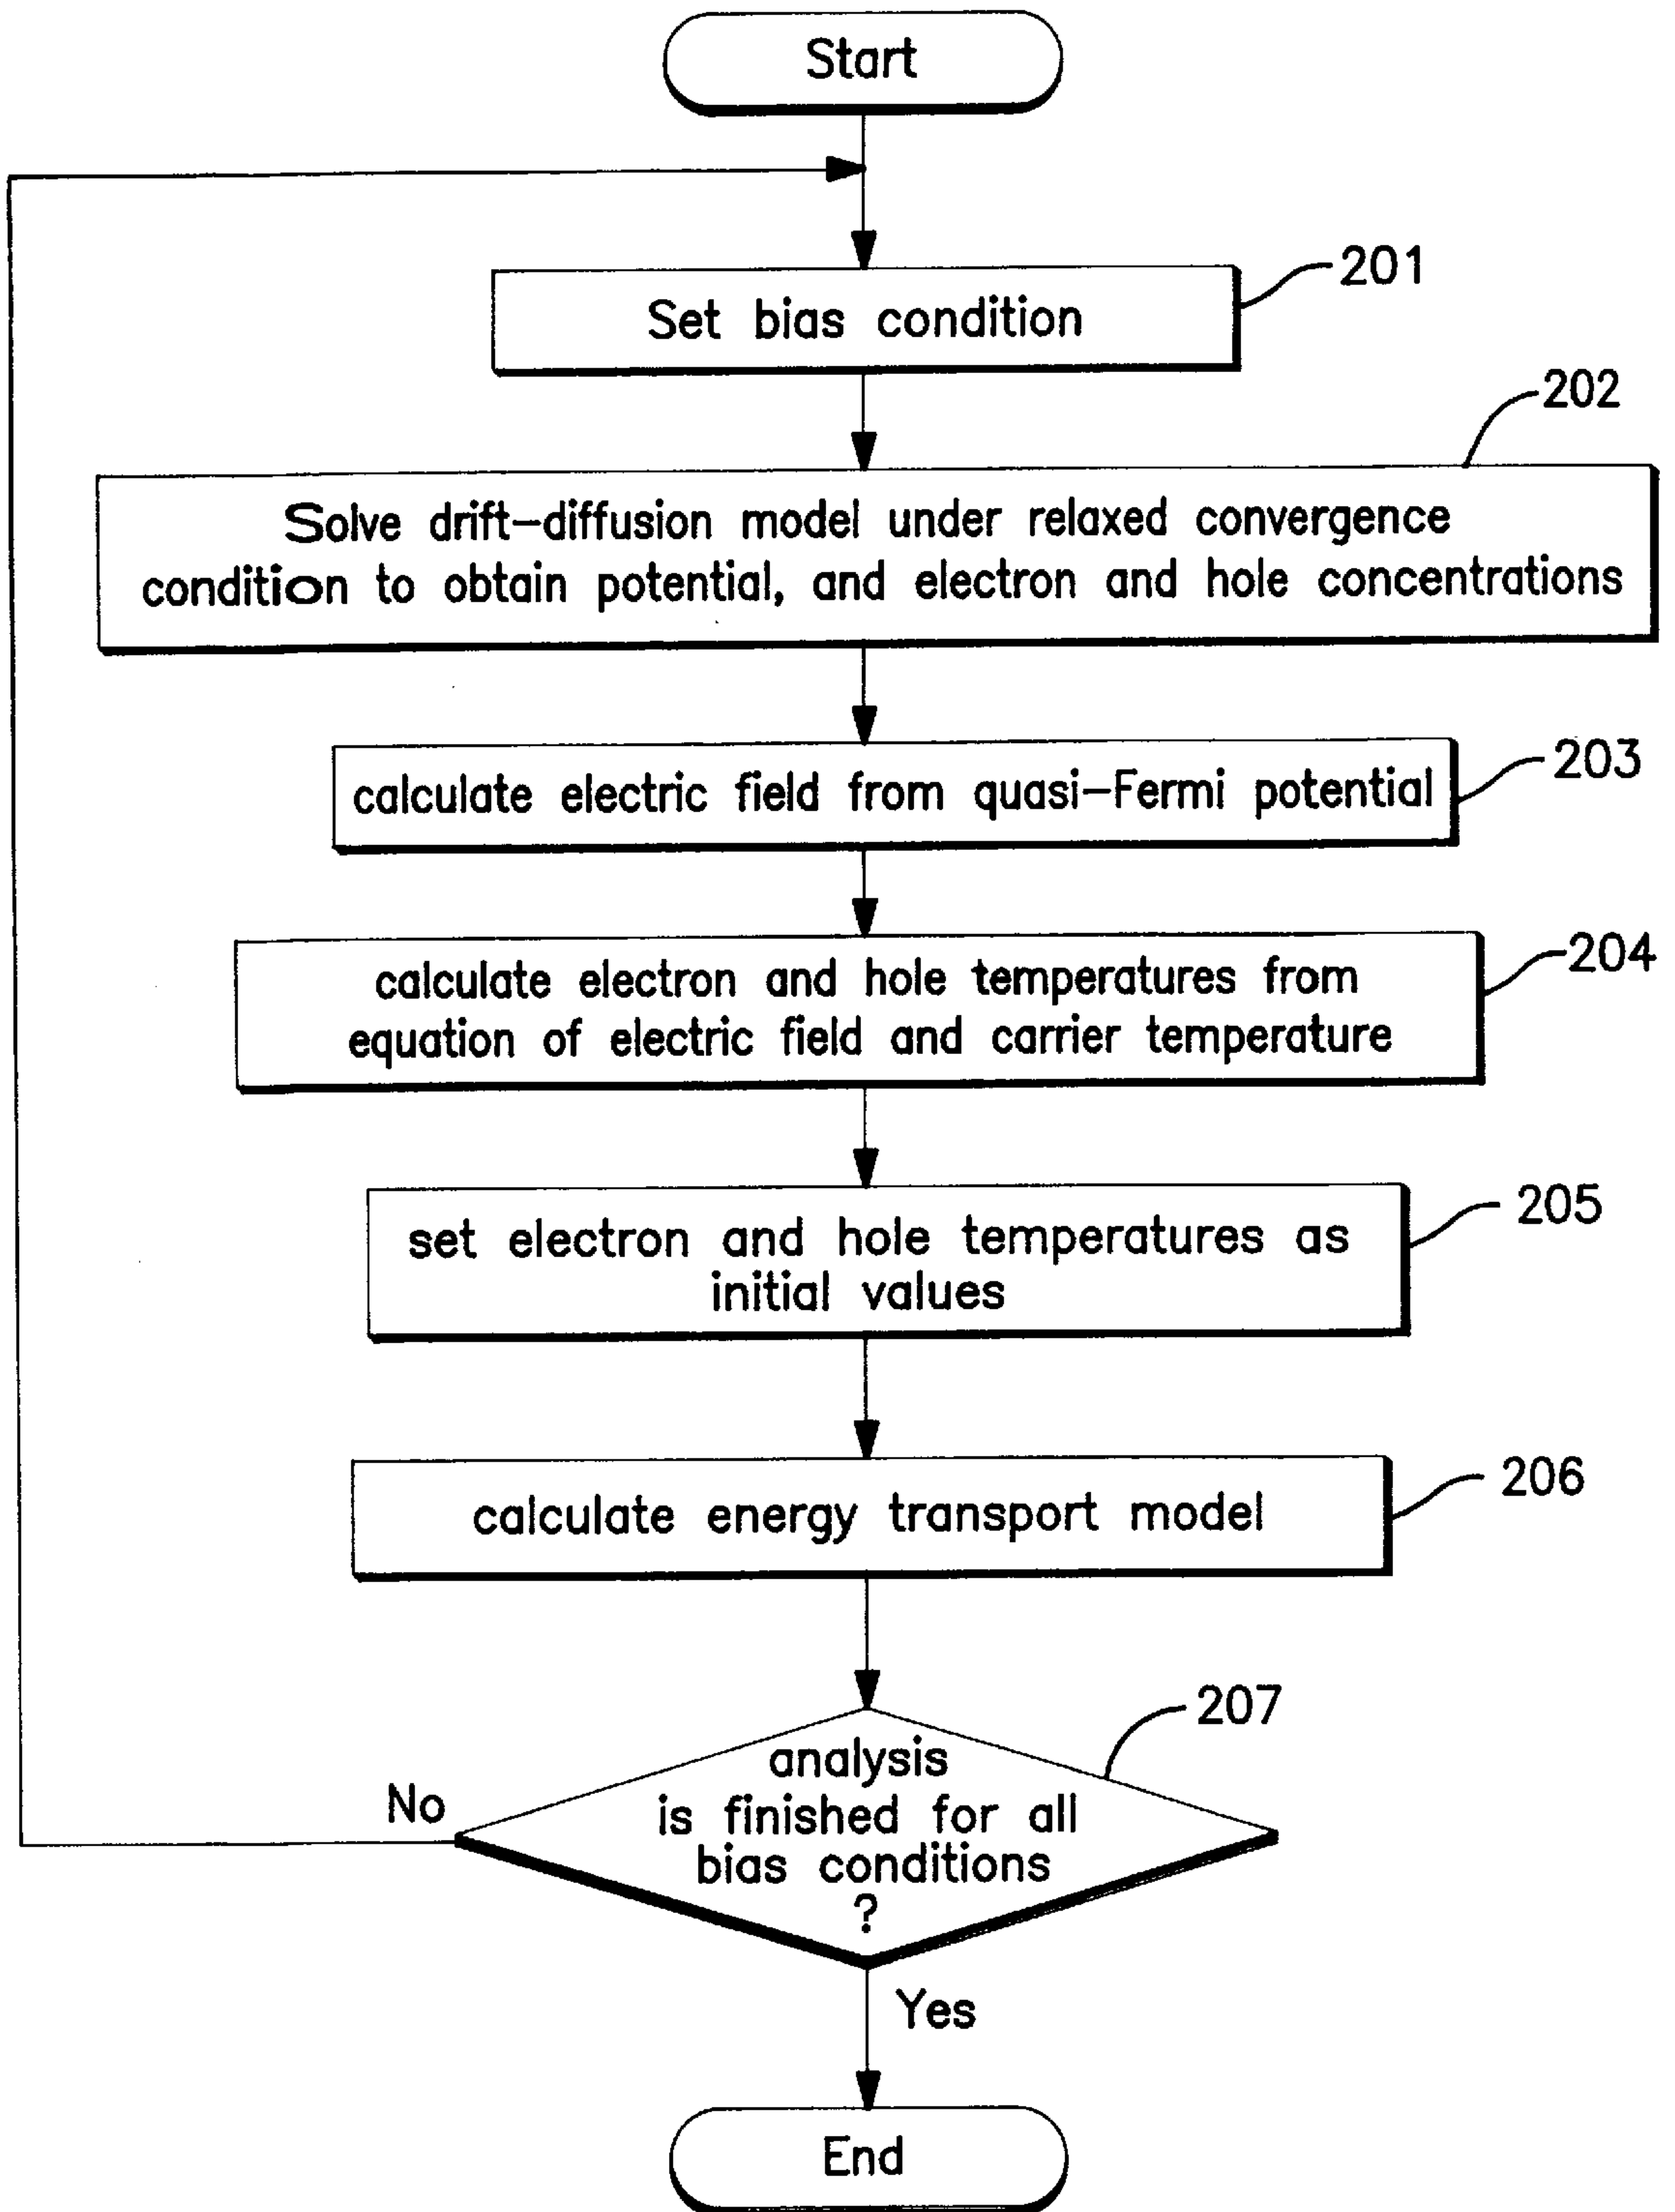 Start
201
Set bias condition
202
Solve drift-diffusion model under relaxed convergence
condition to obtain potential, and electron and hole concentrations
203
calculate electric field from quasi-Fermi potential
204
calculate electron and hole temperatures from
equation of electric field and carrier temperature
205
set electron and hole temperatures as
initial values
206
calculate energy transport model
207
analysis
is finished for all
bias conditions
?
No
Yes
End